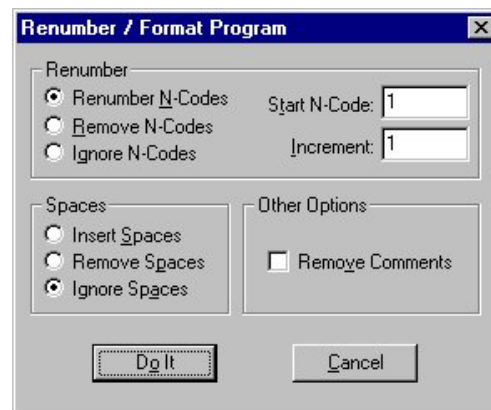 Renumber / Format Program
Renumber
Renumber N-Codes
Remove N-Codes
Ignore N-Codes
Start N-Code: 1
Increment: 1
Spaces
Insert Spaces
Remove Spaces
Ignore Spaces
Other Options
Remove Comments
Do It
Cancel